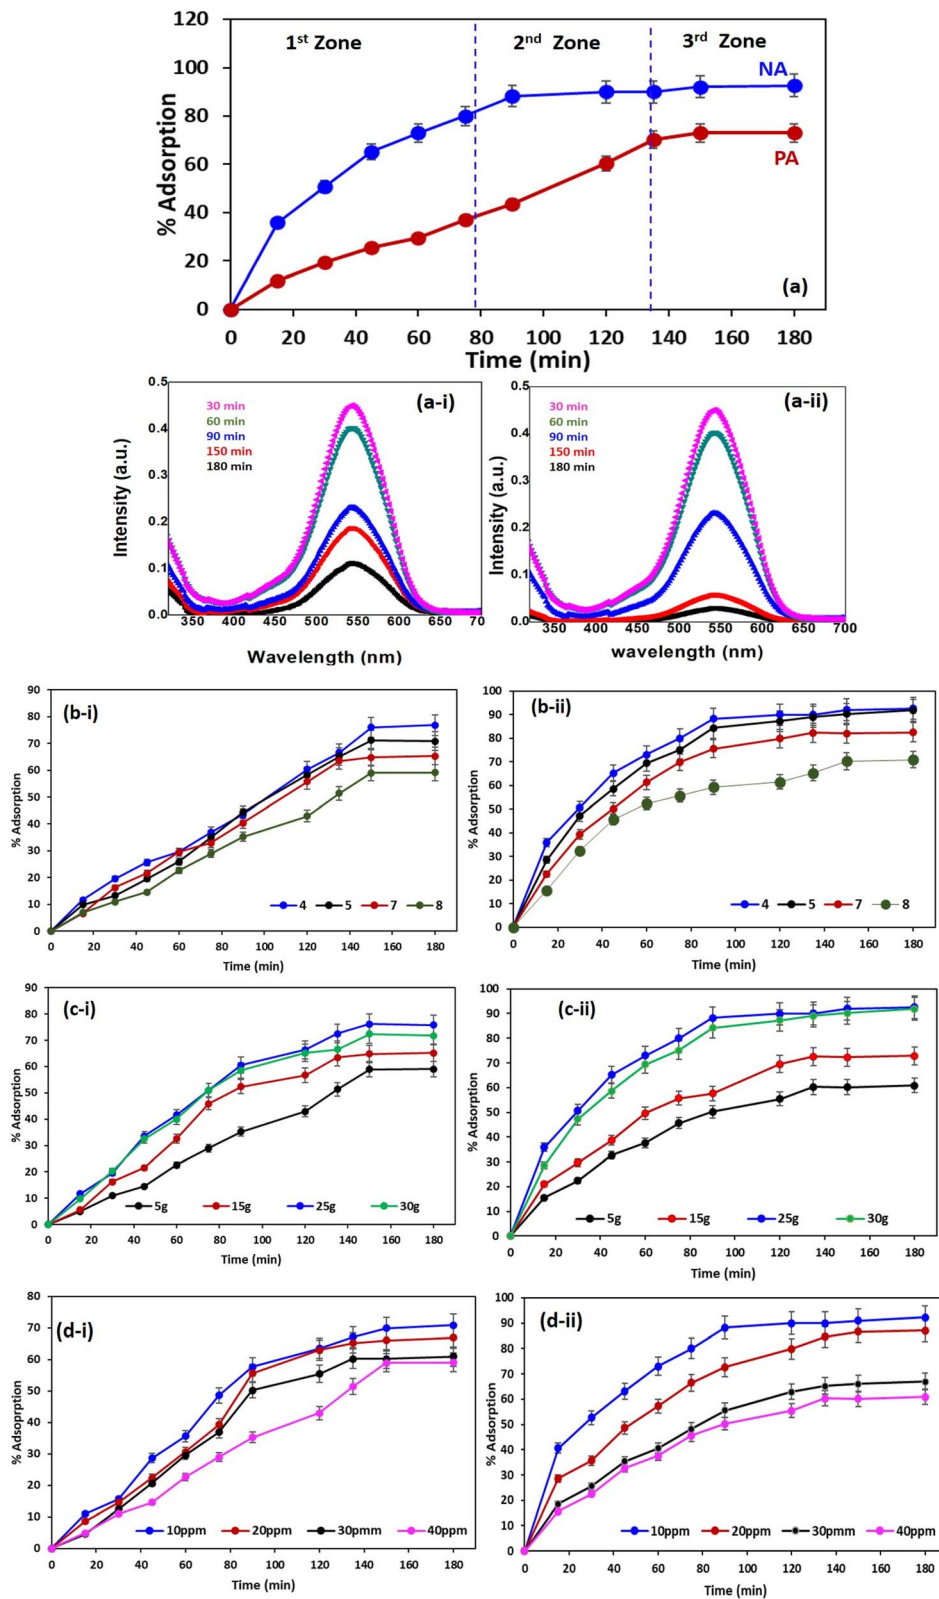 120
1st Zone
2nd Zone
3rd Zone
NA
100
80
60
40
20
0
% Adsorption
PA
(a)
0 20 40 60 80 100 120 140 160 180
Time (min)
(a-i)
0.5
0.4
0.3
0.2
0.1
0.0
Intensity (a.u.)
30 min
60 min
90 min
150 min
180 min
350 400 450 500 550 600 650 70
Wavelength (nm)
(a-ii)
0.5
0.4
0.3
0.2
0.1
0.0
Intensity (a.u.)
30 min
60 min
90 min
150 min
180 min
350 400 450 500 550 600 650 700
wavelength (nm)
(b-i)
90
80
70
60
50
40
30
20
10
0
% Adsorption
4 5 7 8
0 20 40 60 80 100 120 140 160 180
Time (min)
(b-ii)
100
90
80
70
60
50
40
30
20
10
0
% Adsorption
4 5 7 8
0 20 40 60 80 100 120 140 160 180
Time (min)
(c-i)
90
80
70
60
50
40
30
20
10
0
% Adsorption
5g 15g 25g 30g
0 20 40 60 80 100 120 140 160 180
Time (min)
(c-ii)
100
90
80
70
60
50
40
30
20
10
0
% Adsorption
5g 15g 25g 30g
0 20 40 60 80 100 120 140 160 180
Time (min)
(d-i)
80
70
60
50
40
30
20
10
0
% Adsoprption
10ppm 20ppm 30pmm 40ppm
0 20 40 60 80 100 120 140 160 180
Time (min)
(d-ii)
100
90
80
70
60
50
40
30
20
10
0
% Adsorption
10ppm 20ppm 30pmm 40ppm
0 20 40 60 80 100 120 140 160 180
Time (min)